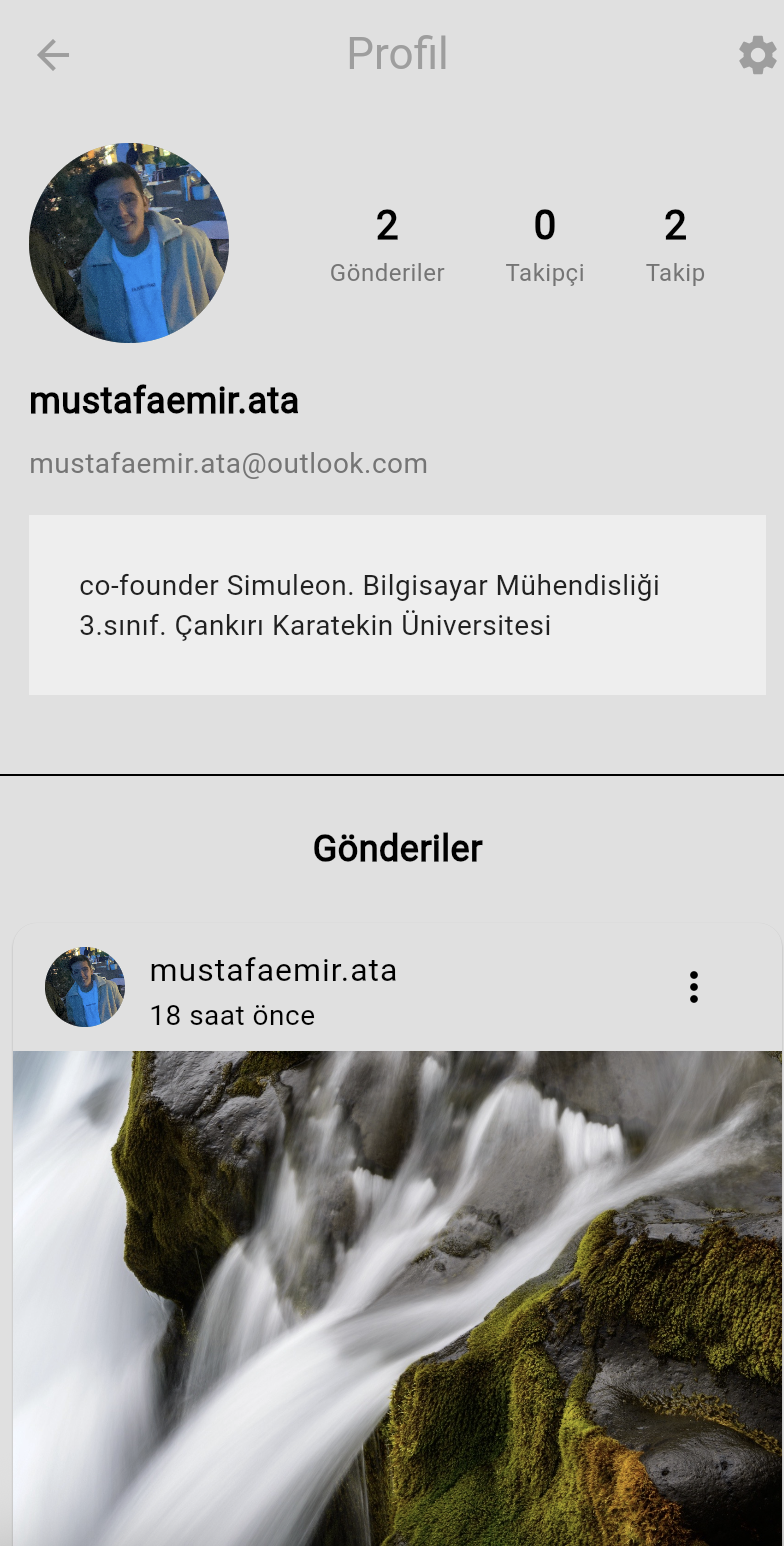 Profil
2 0 2
Gönderiler Takipçi Takip
mustafaemir.ata
mustafaemir.ata@outlook.com
co-founder Simuleon. Bilgisayar Mühendisliği
3.sınıf. Çankırı Karatekin Üniversitesi
Gönderiler
mustafaemir.ata
18 saat önce